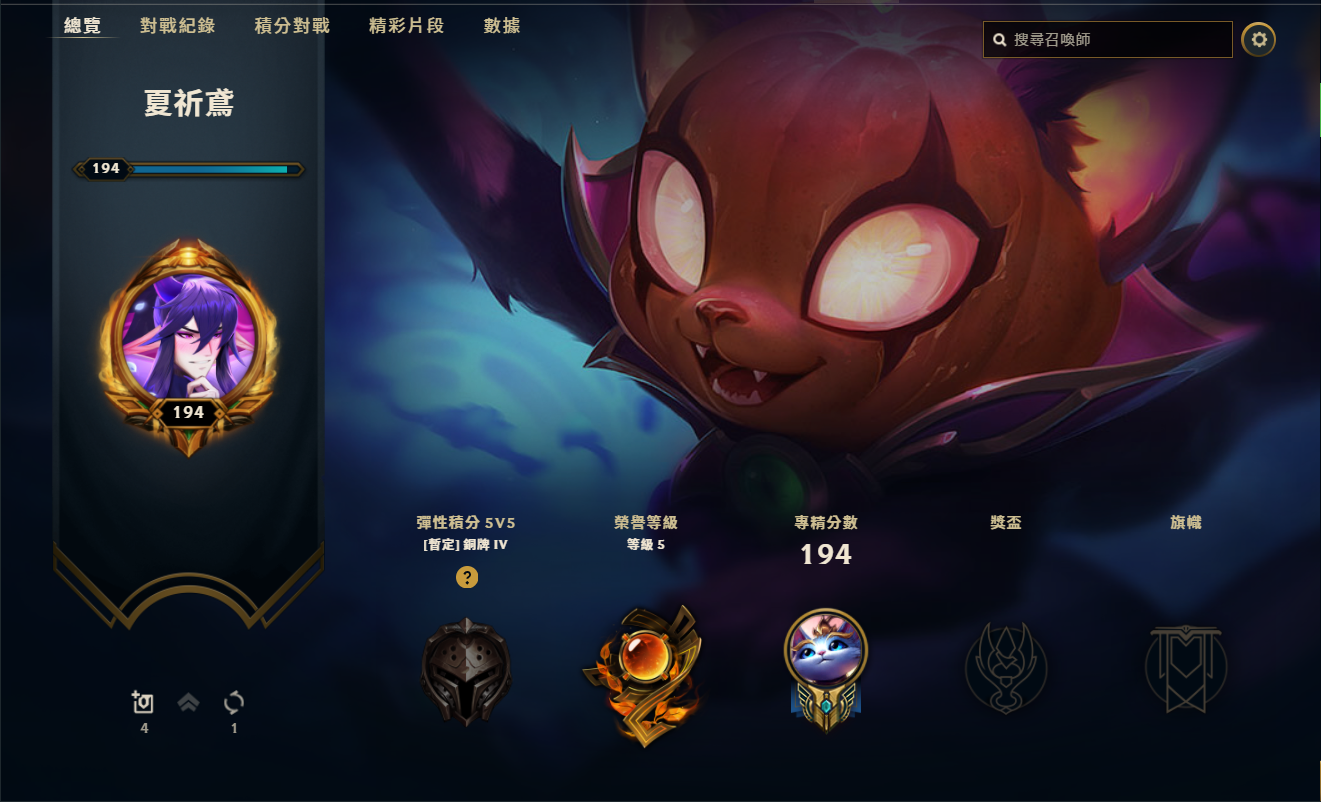 總覽 對戰紀錄 積分對戰 精彩片段 數據
搜尋召喚師
夏祈鳶
194
194
彈性積分 5V5
[暫定] 銅牌 IV
?
榮譽等級
等級 5
專精分數
194
獎盃
旗幟
4
1